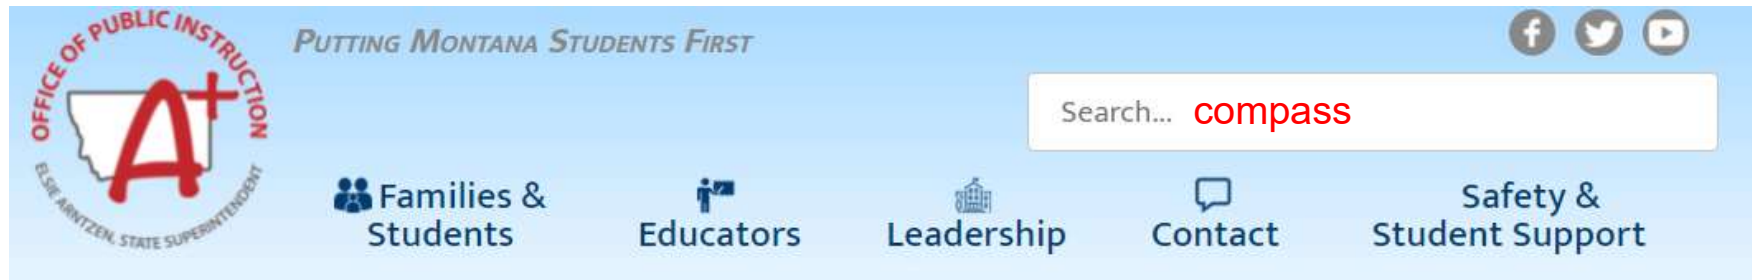 OFFICE OF PUBLIC INSTRUCTION
A+
ELSIE ARNTZEN, STATE SUPERINTENDENT
PUTTING MONTANA STUDENTS FIRST
Search... compass
Families &
Students
Educators
Leadership
Contact
Safety &
Student Support